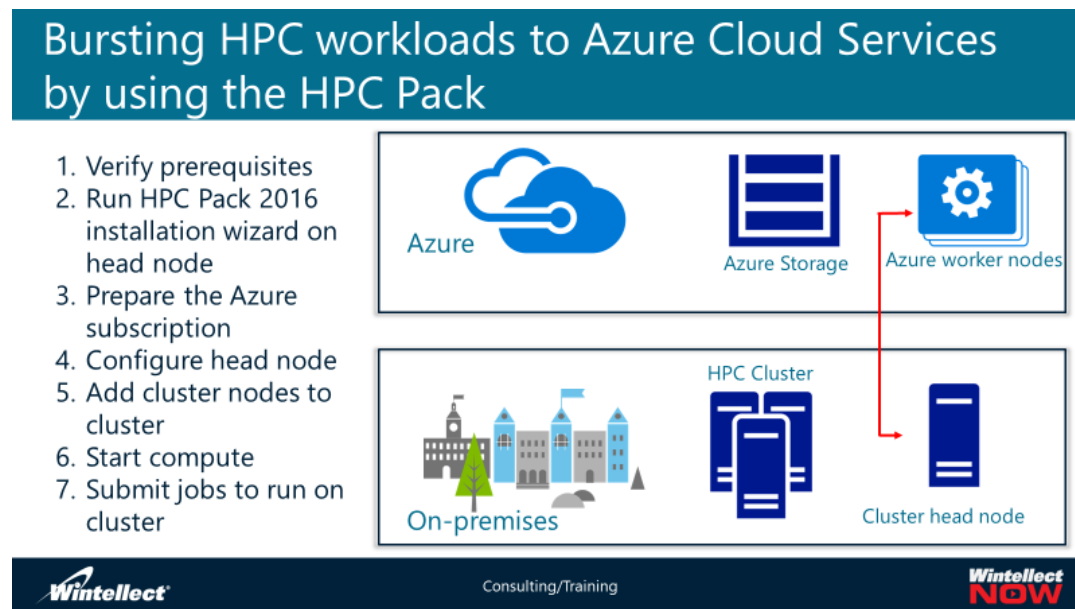 Bursting HPC workloads to Azure Cloud Services
by using the HPC Pack
1. Verify prerequisites
2. Run HPC Pack 2016
installation wizard on
head node
3. Prepare the Azure
subscription
4. Configure head node
5. Add cluster nodes to
cluster
6. Start compute
7. Submit jobs to run on
cluster
Azure
Azure Storage
Azure worker nodes
HPC Cluster
On-premises
Cluster head node
Wintellect
Consulting/Training
Wintellect
NOW